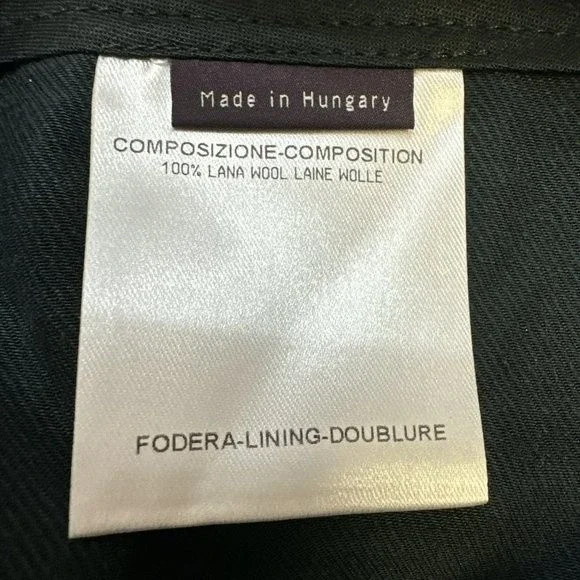 Made in Hungary
COMPOSIZIONE-COMPOSITION
100% LANA WOOL LAINE WOLLE
FODERA-LINING-DOUBLURE